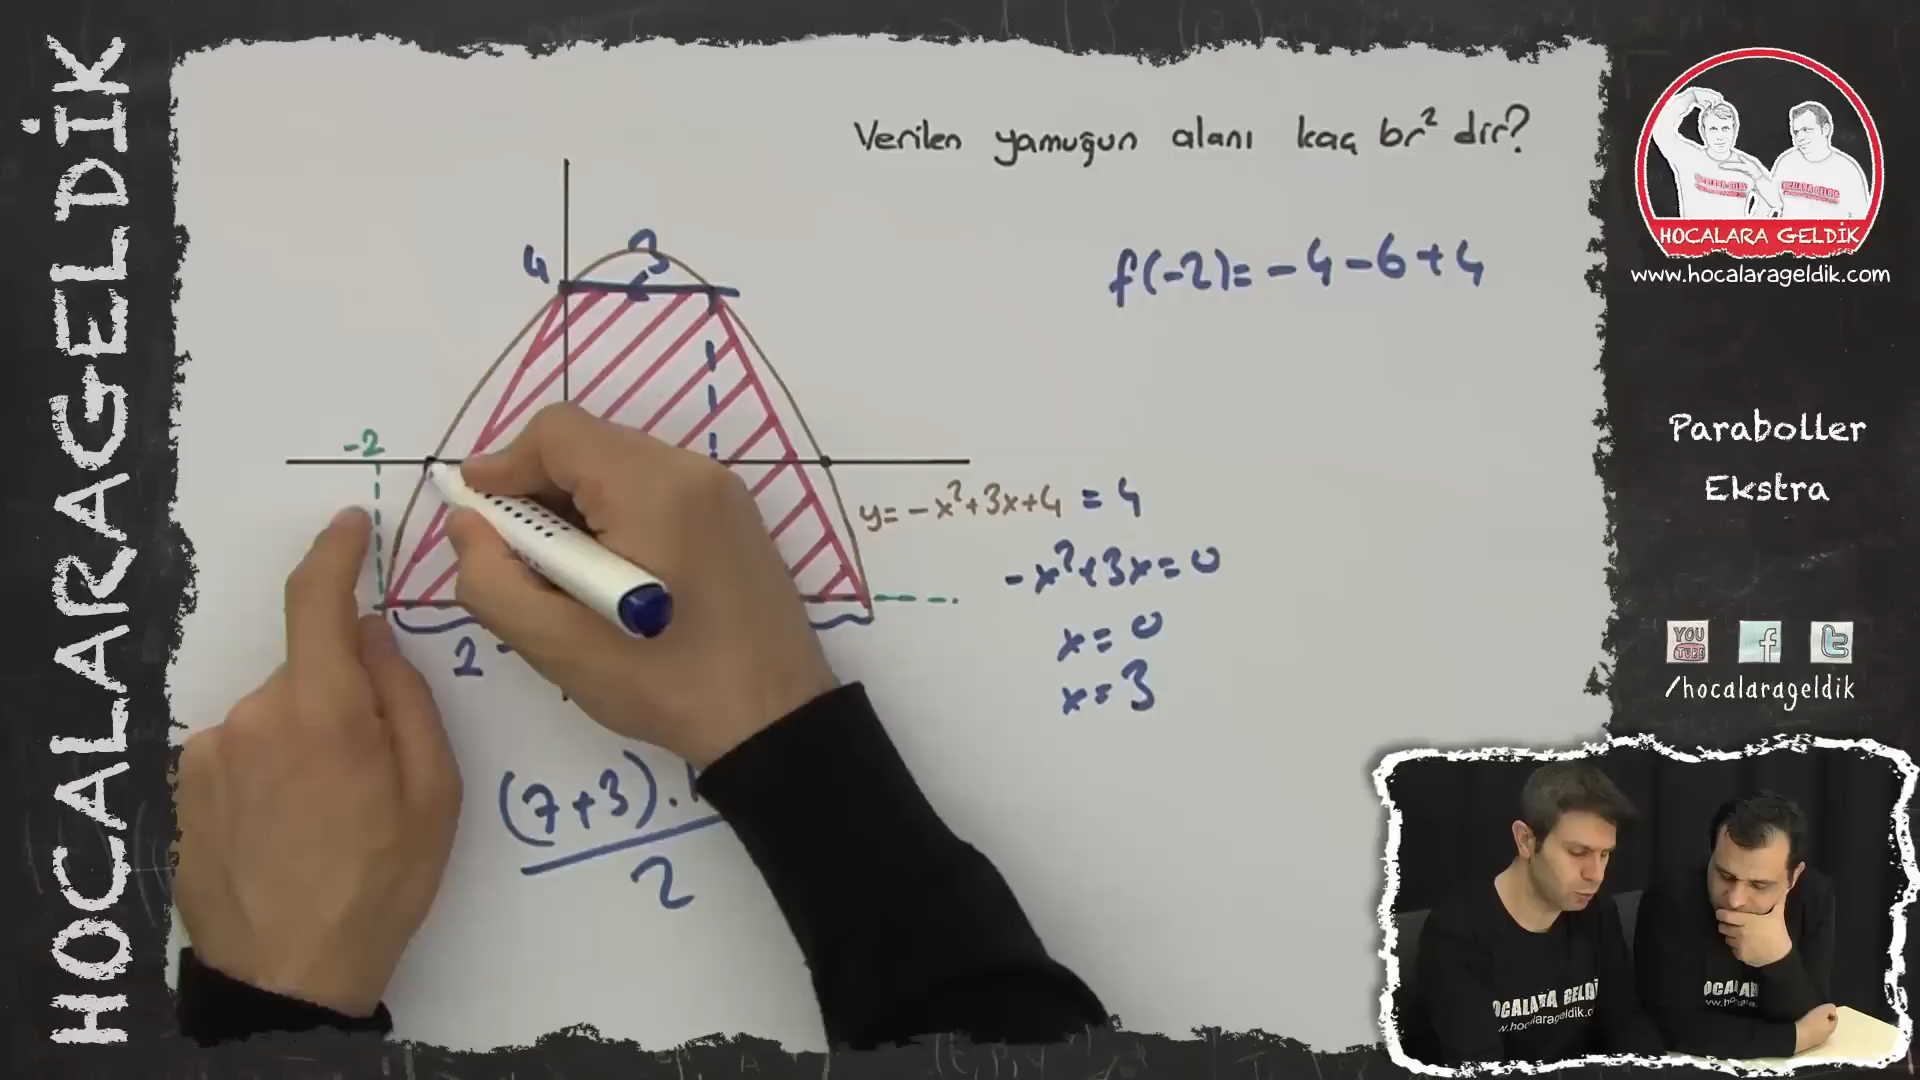 HOCALARAGELDİK
Verilen yamuğun alanı kaç br² dir?
f(-2)= -4-6+4
4
3
-2
y= -x²+3x+4 = 4
-x²+3x=0
x= 0
x= 3
2
(7+3).
2
HOCALARA GELDİK
www.hocalarageldik.com
Paraboller
Ekstra
YOU
TUBE
f
t
/hocalarageldik